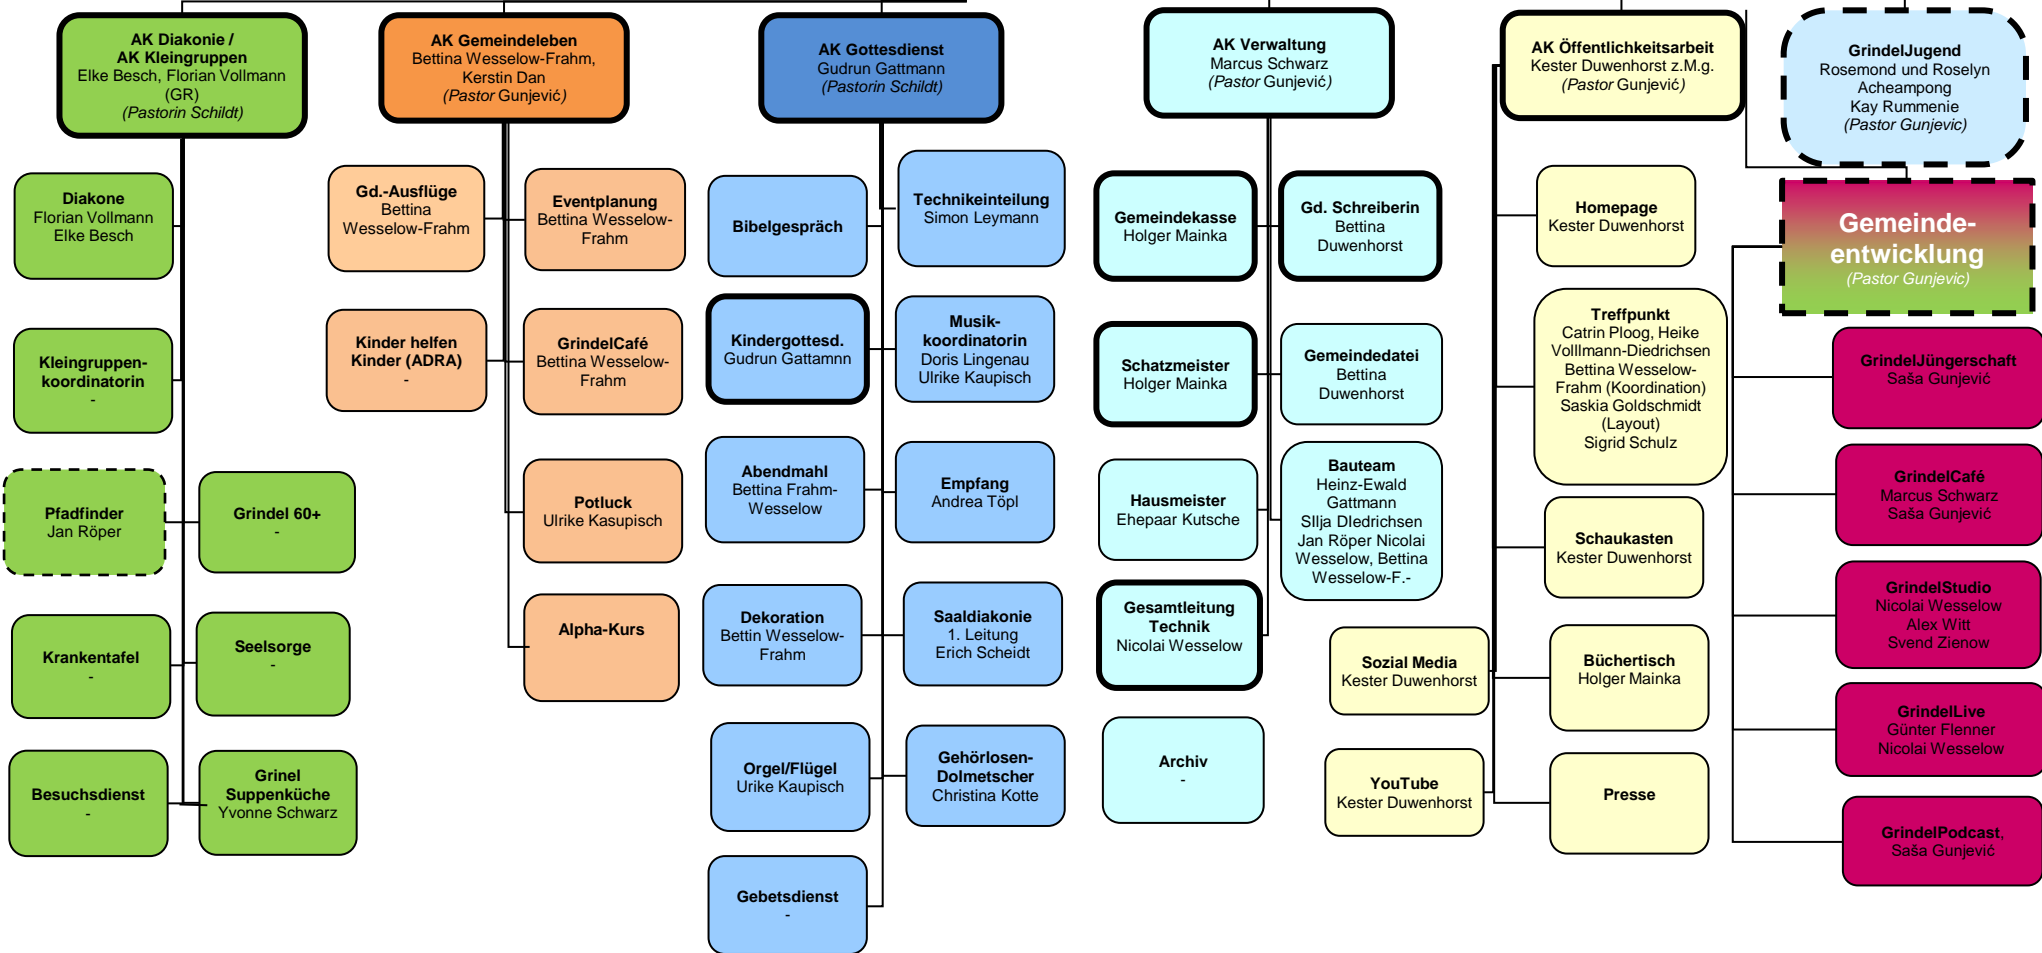 AK Diakonie /
AK Kleingruppen
Elke Besch, Florian Vollmann
(GR)
(Pastorin Schildt)
AK Gemeindeleben
Bettina Wesselow-Frahm,
Kerstin Dan
(Pastor Gunjević)
AK Gottesdienst
Gudrun Gattmann
(Pastorin Schildt)
AK Verwaltung
Marcus Schwarz
(Pastor Gunjević)
AK Öffentlichkeitsarbeit
Kester Duwenhorst z.M.g.
(Pastor Gunjević)
GrindelJugend
Rosemond und Roselyn
Acheampong
Kay Rummenie
(Pastor Gunjevic)
Diakone
Florian Vollmann
Elke Besch
Kleingruppen-
koordinatorin
-
Pfadfinder
Jan Röper
Grindel 60+
-
Krankentafel
-
Seelsorge
-
Besuchsdienst
-
Grinel
Suppenküche
Yvonne Schwarz
Gd.-Ausflüge
Bettina
Wesselow-Frahm
Eventplanung
Bettina Wesselow-
Frahm
Kinder helfen
Kinder (ADRA)
-
GrindelCafé
Bettina Wesselow-
Frahm
Potluck
Ulrike Kasupisch
Alpha-Kurs
Bibelgespräch
Technikeinteilung
Simon Leymann
Kindergottesd.
Gudrun Gattamnn
Musik-
koordinatorin
Doris Lingenau
Ulrike Kaupisch
Abendmahl
Bettina Frahm-
Wesselow
Empfang
Andrea Töpl
Dekoration
Bettin Wesselow-
Frahm
Saaldiakonie
1. Leitung
Erich Scheidt
Orgel/Flügel
Urike Kaupisch
Gehörlosen-
Dolmetscher
Christina Kotte
Gebetsdienst
-
Gemeindekasse
Holger Mainka
Gd. Schreiberin
Bettina
Duwenhorst
Schatzmeister
Holger Mainka
Gemeindedatei
Bettina
Duwenhorst
Hausmeister
Ehepaar Kutsche
Bauteam
Heinz-Ewald
Gattmann
SIlja DIedrichsen
Jan Röper Nicolai
Wesselow, Bettina
Wesselow-F.-
Gesamtleitung
Technik
Nicolai Wesselow
Archiv
-
Homepage
Kester Duwenhorst
Treffpunkt
Catrin Ploog, Heike
Volllmann-Diedrichsen
Bettina Wesselow-
Frahm (Koordination)
Saskia Goldschmidt
(Layout)
Sigrid Schulz
Schaukasten
Kester Duwenhorst
Sozial Media
Kester Duwenhorst
Büchertisch
Holger Mainka
YouTube
Kester Duwenhorst
Presse
Gemeinde-
entwicklung
(Pastor Gunjevic)
GrindelJüngerschaft
Saša Gunjević
GrindelCafé
Marcus Schwarz
Saša Gunjević
GrindelStudio
Nicolai Wesselow
Alex Witt
Svend Zienow
GrindelLive
Günter Flenner
Nicolai Wesselow
GrindelPodcast,
Saša Gunjević